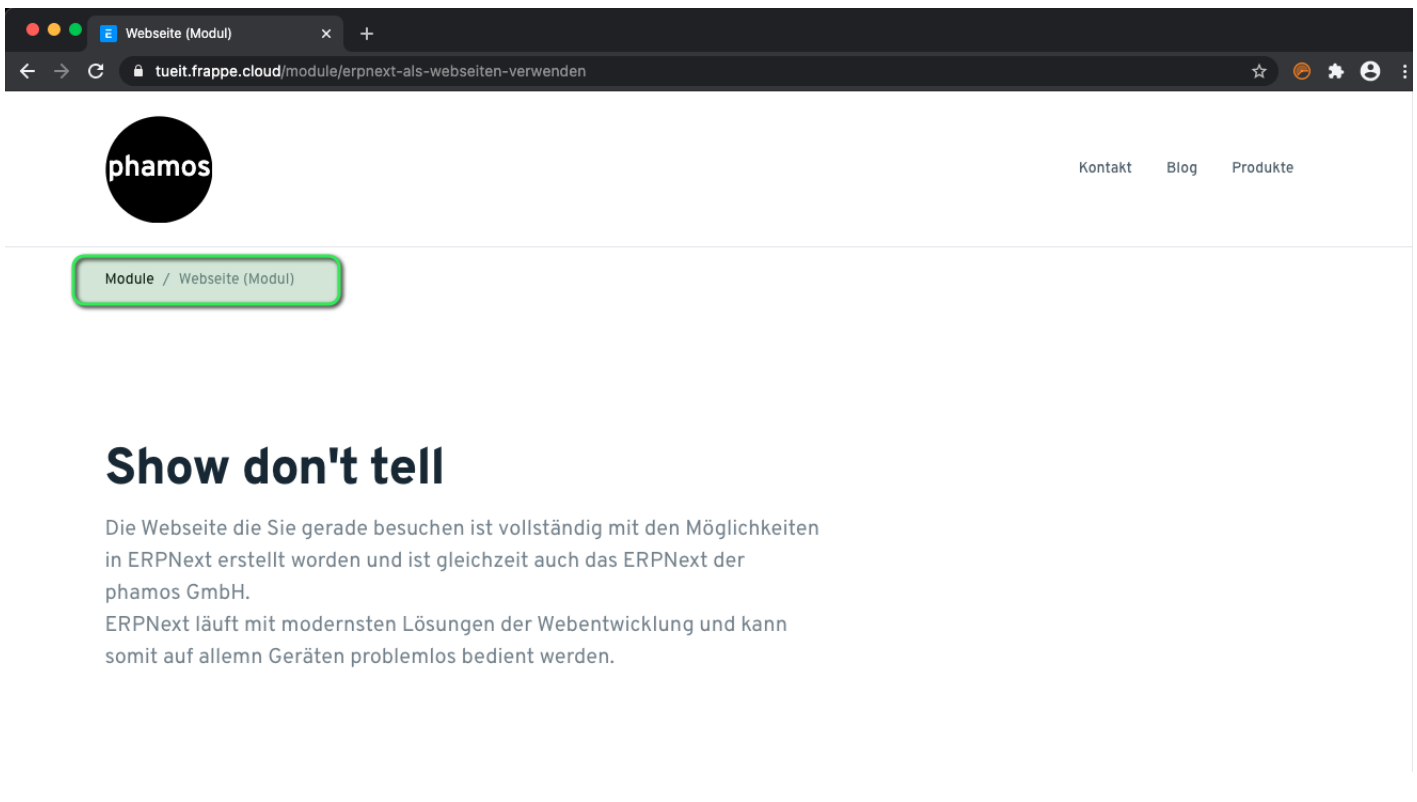 E Webseite (Modul)
tueit.frappe.cloud/module/erpnext-als-webseiten-verwenden
phamos
Kontakt Blog Produkte
Module / Webseite (Modul)
Show don't tell
Die Webseite die Sie gerade besuchen ist vollständig mit den Möglichkeiten
in ERPNext erstellt worden und ist gleichzeit auch das ERPNext der
phamos GmbH.
ERPNext läuft mit modernsten Lösungen der Webentwicklung und kann
somit auf allemn Geräten problemlos bedient werden.